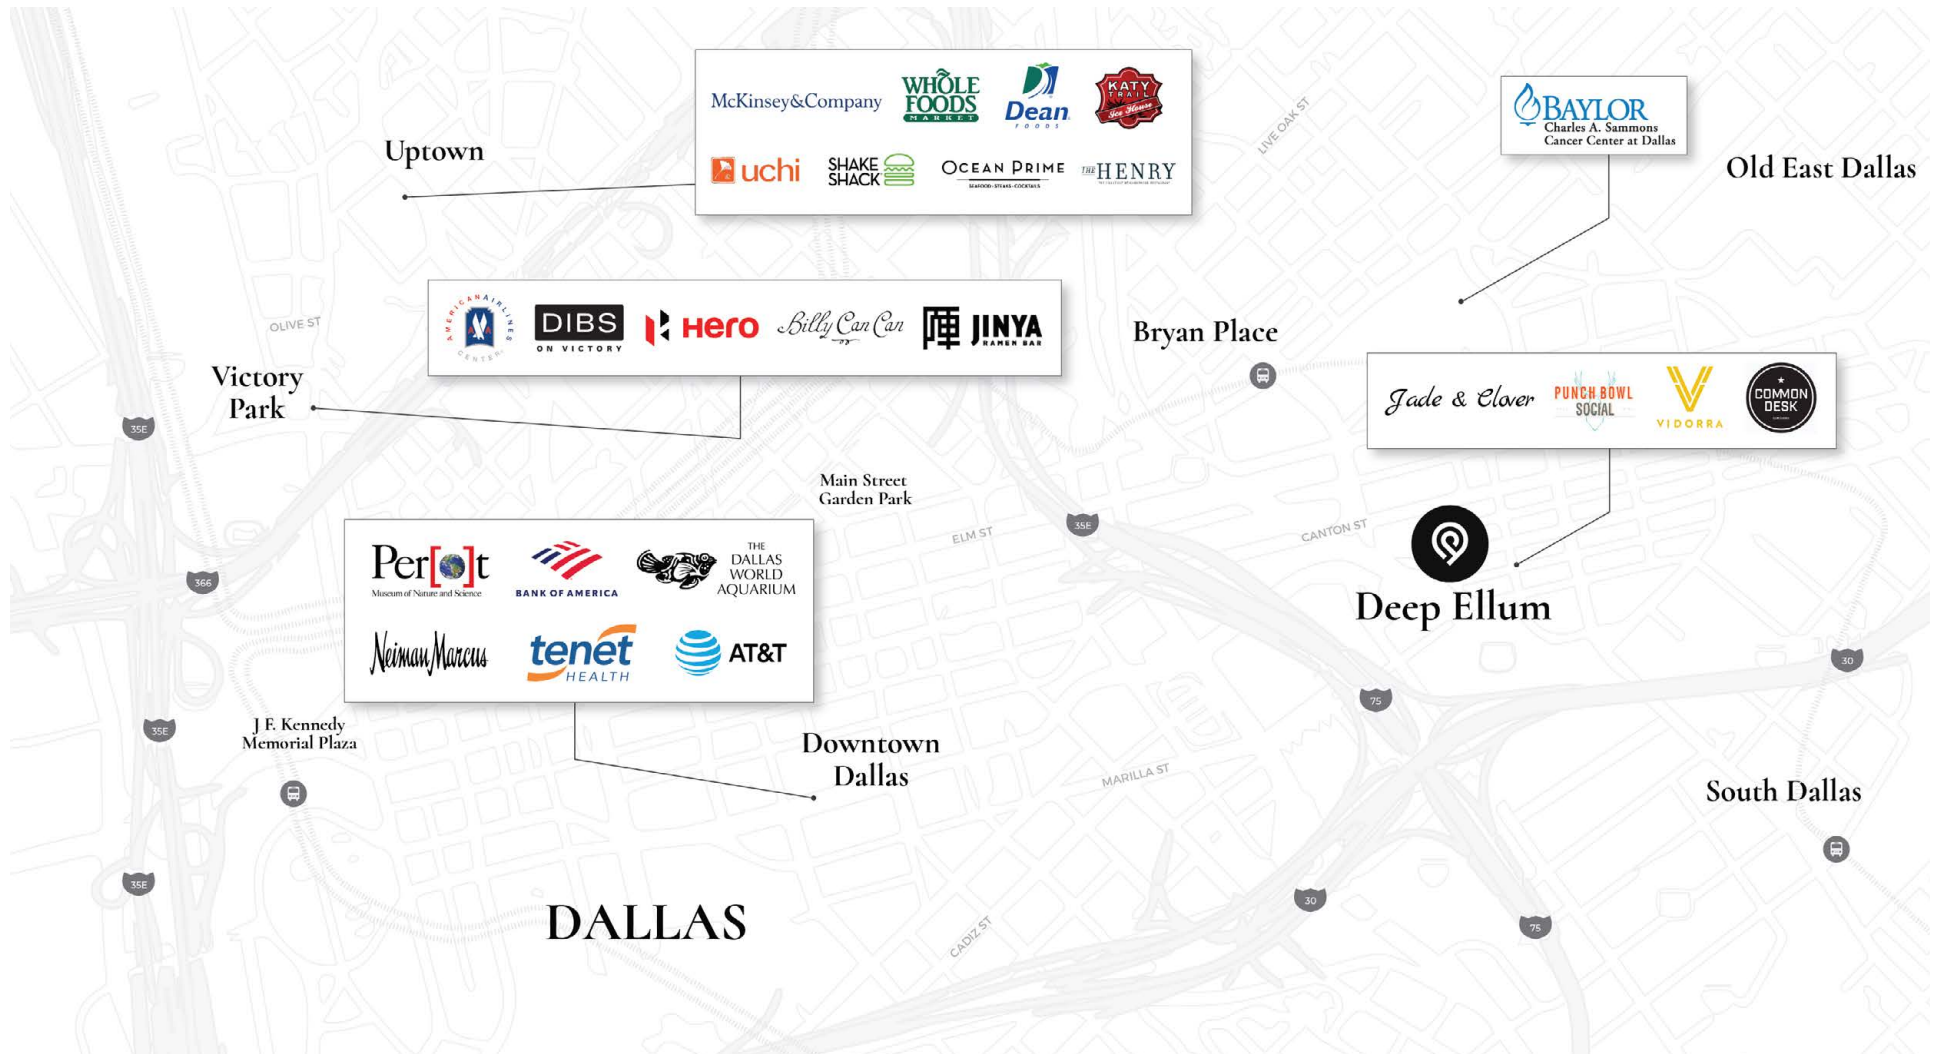 McKinsey&Company
WHOLE
FOODS
MARKET
Dean
FOODS
KATY
TRAIL
Ice House
uchi
SHAKE
SHACK
OCEAN PRIME
SEAFOOD • STEAKS • COCKTAILS
THE HENRY
Uptown
LIVE OAK ST
BAYLOR
Charles A. Sammons
Cancer Center at Dallas
Old East Dallas
AMERICAN AIRLINES
CENTER
DIBS
ON VICTORY
Hero
Billy Can Can
陣 JINYA
RAMEN BAR
OLIVE ST
Bryan Place
Victory
Park
35E
Jade & Clover
PUNCH BOWL
SOCIAL
VIDORRA
COMMON
DESK
Main Street
Garden Park
ELM ST
35E
CANTON ST
Deep Ellum
366
Per[o]t
Museum of Nature and Science
BANK OF AMERICA
THE
DALLAS
WORLD
AQUARIUM
Neiman Marcus
tenet
HEALTH
AT&T
30
75
35E
J F. Kennedy
Memorial Plaza
Downtown
Dallas
MARILLA ST
South Dallas
35E
DALLAS
CADIZ ST
30
75